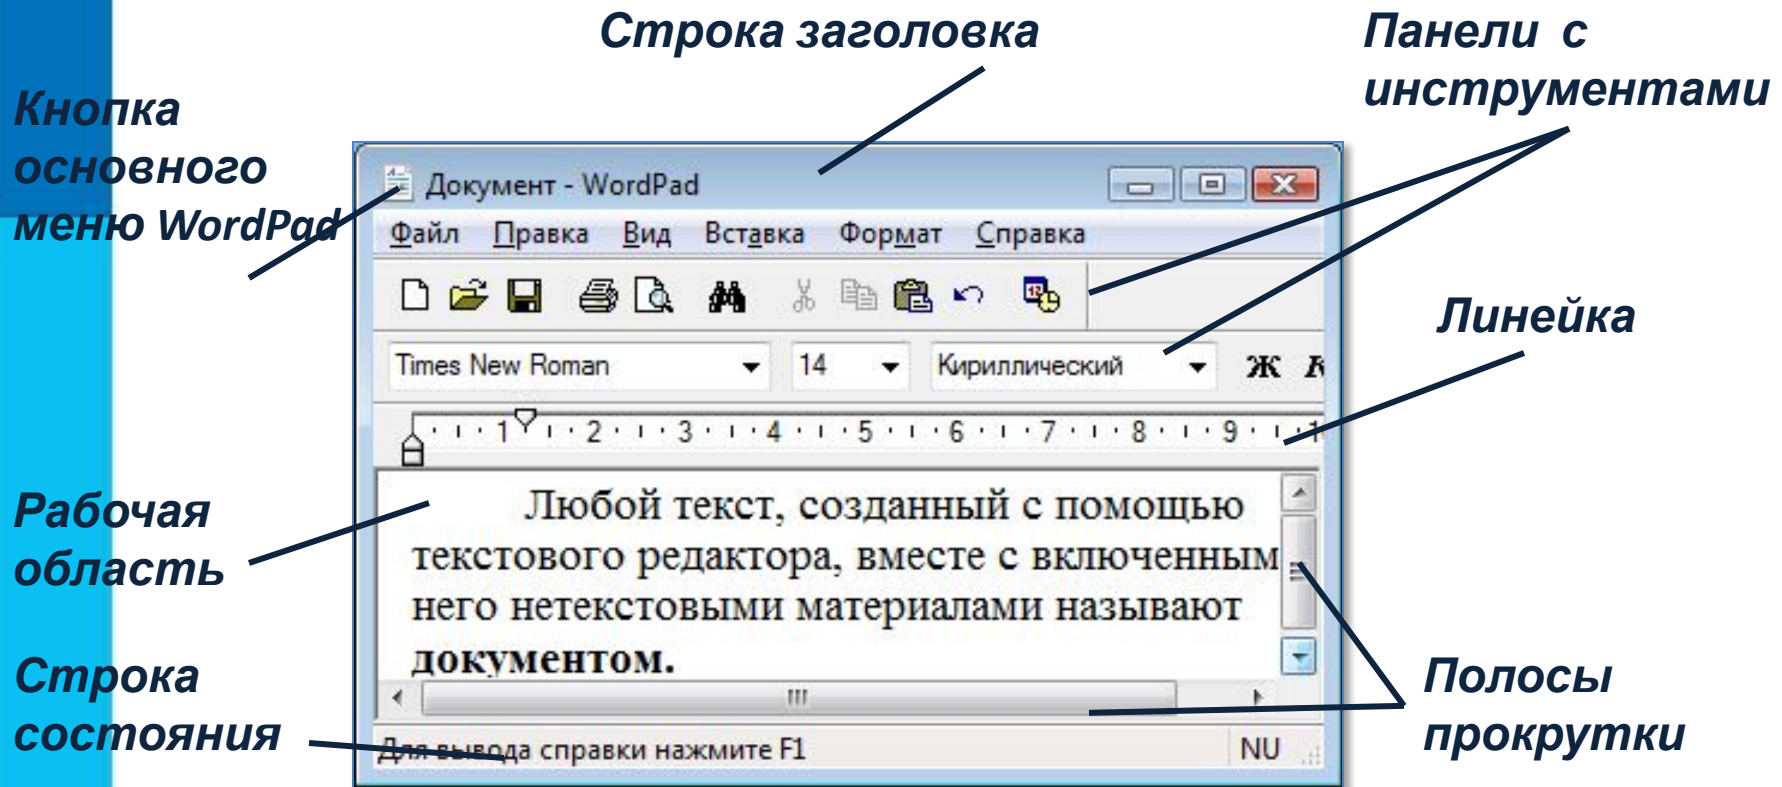 Строка заголовка
Панели с
инструментами
Кнопка
основного
меню WordPad
Документ - WordPad
Файл Правка Вид Вставка Формат Справка
Times New Roman 14 Кириллический Ж К
1 2 3 4 5 6 7 8 9 1
Линейка
Рабочая
область
Любой текст, созданный с помощью
текстового редактора, вместе с включенным
него нетекстовыми материалами называют
документом.
Строка
состояния
Полосы
прокрутки
Для вывода справки нажмите F1 NU